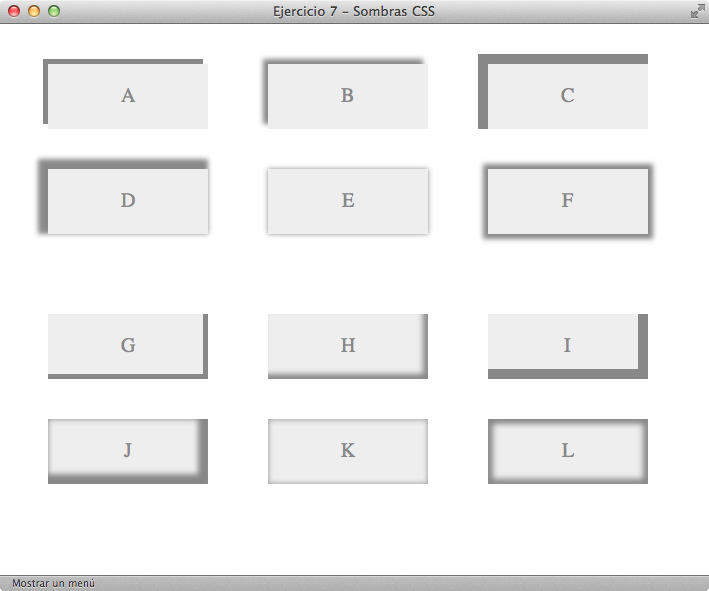 Ejercicio 7 – Sombras CSS
A B C
D E F
G H I
J K L
Mostrar un menú